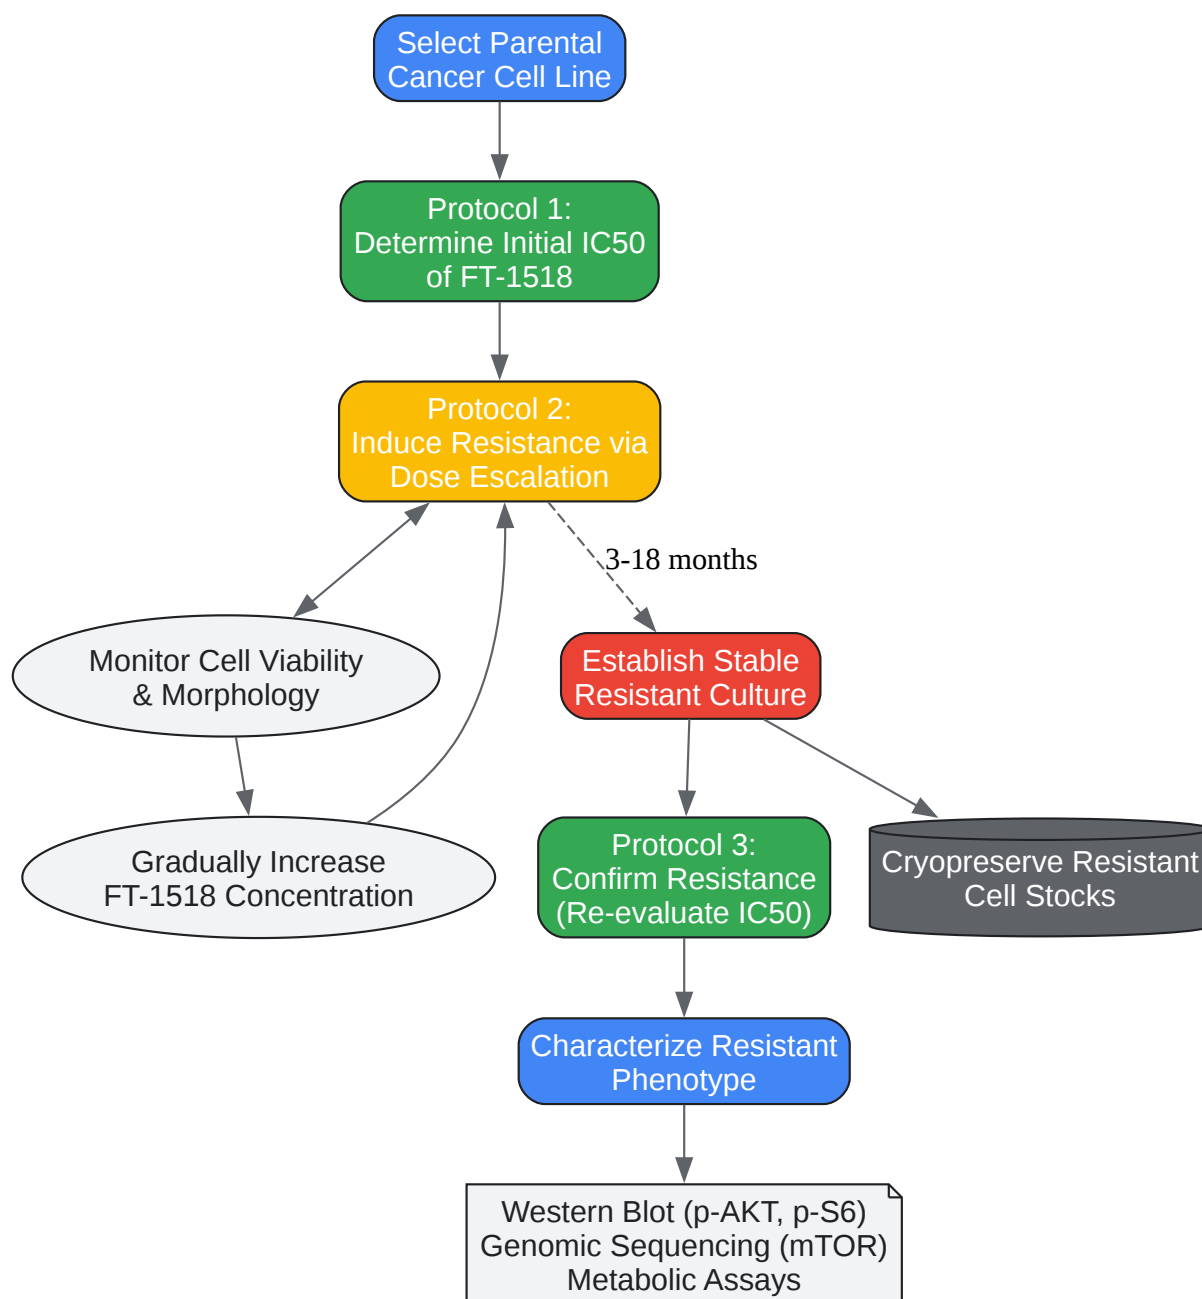 Select Parental
Cancer Cell Line
Protocol 1:
Determine Initial IC50
of FT-1518
Protocol 2:
Induce Resistance via
Dose Escalation
3-18 months
Monitor Cell Viability
& Morphology
Establish Stable
Resistant Culture
Gradually Increase
FT-1518 Concentration
Protocol 3:
Confirm Resistance
(Re-evaluate IC50)
Cryopreserve Resistant
Cell Stocks
Characterize Resistant
Phenotype
Western Blot (p-AKT, p-S6)
Genomic Sequencing (mTOR)
Metabolic Assays